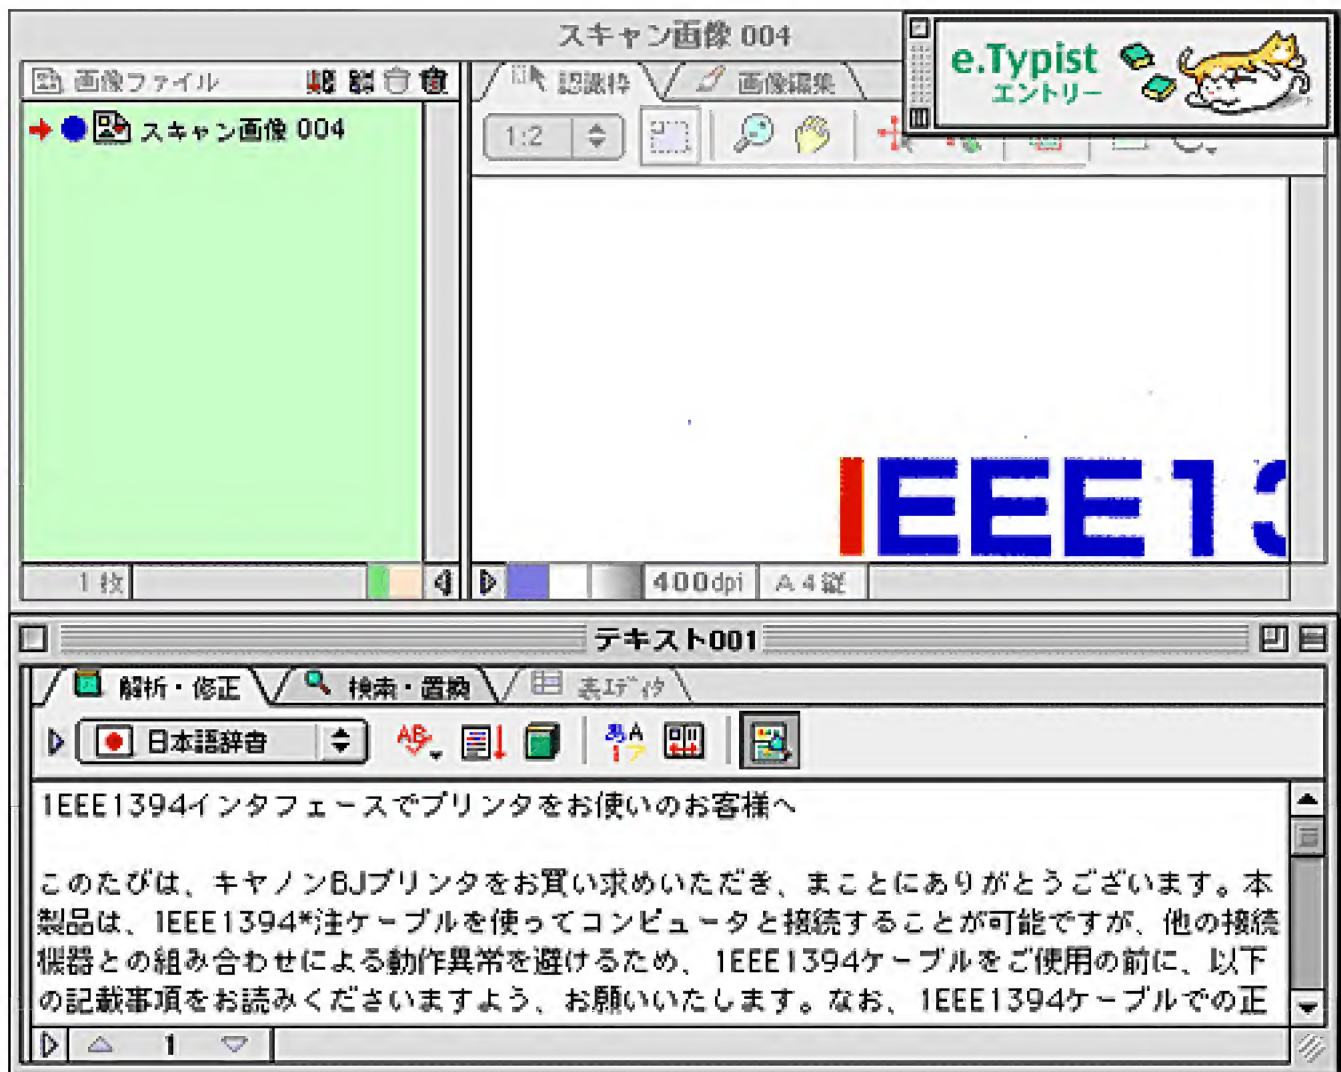 スキャン画像 004
e.Typist
エントリー
画像ファイル
認識枠
画像編集
スキャン画像 004
1:2
IEEE13
1 枚
400dpi
A 4 縦
テキスト001
解析・修正
検索・置換
表ｴﾃﾞｨﾀ
日本語辞書
1EEE1394インタフェースでプリンタをお使いのお客様へ
このたびは、キヤノンBJプリンタをお買い求めいただき、まことにありがとうございます。本
製品は、1EEE1394*注ケーブルを使ってコンピュータと接続することが可能ですが、他の接続
機器との組み合わせによる動作異常を避けるため、1EEE1394ケーブルをご使用の前に、以下
の記載事項をお読みくださいますよう、お願いいたします。なお、1EEE1394ケーブルでの正
1